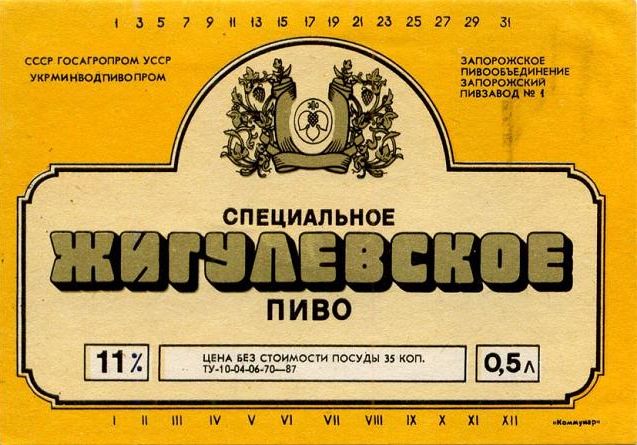 1 3 5 7 9 11 13 15 17 19 21 23 25 27 29 31
СССР ГОСАГРОПРОМ УССР
УКРМИНВОДПИВОПРОМ
ЗАПОРОЖСКОЕ
ПИВООБЪЕДИНЕНИЕ
ЗАПОРОЖСКИЙ
ПИВЗАВОД № 1
СПЕЦИАЛЬНОЕ
ЖИГУЛЕВСКОЕ
ПИВО
11%
ЦЕНА БЕЗ СТОИМОСТИ ПОСУДЫ 35 КОП.
ТУ-10-04-06-70—87
0,5 л
I II III IV V VI VII VIII IX X XI XII
«Коммунар»